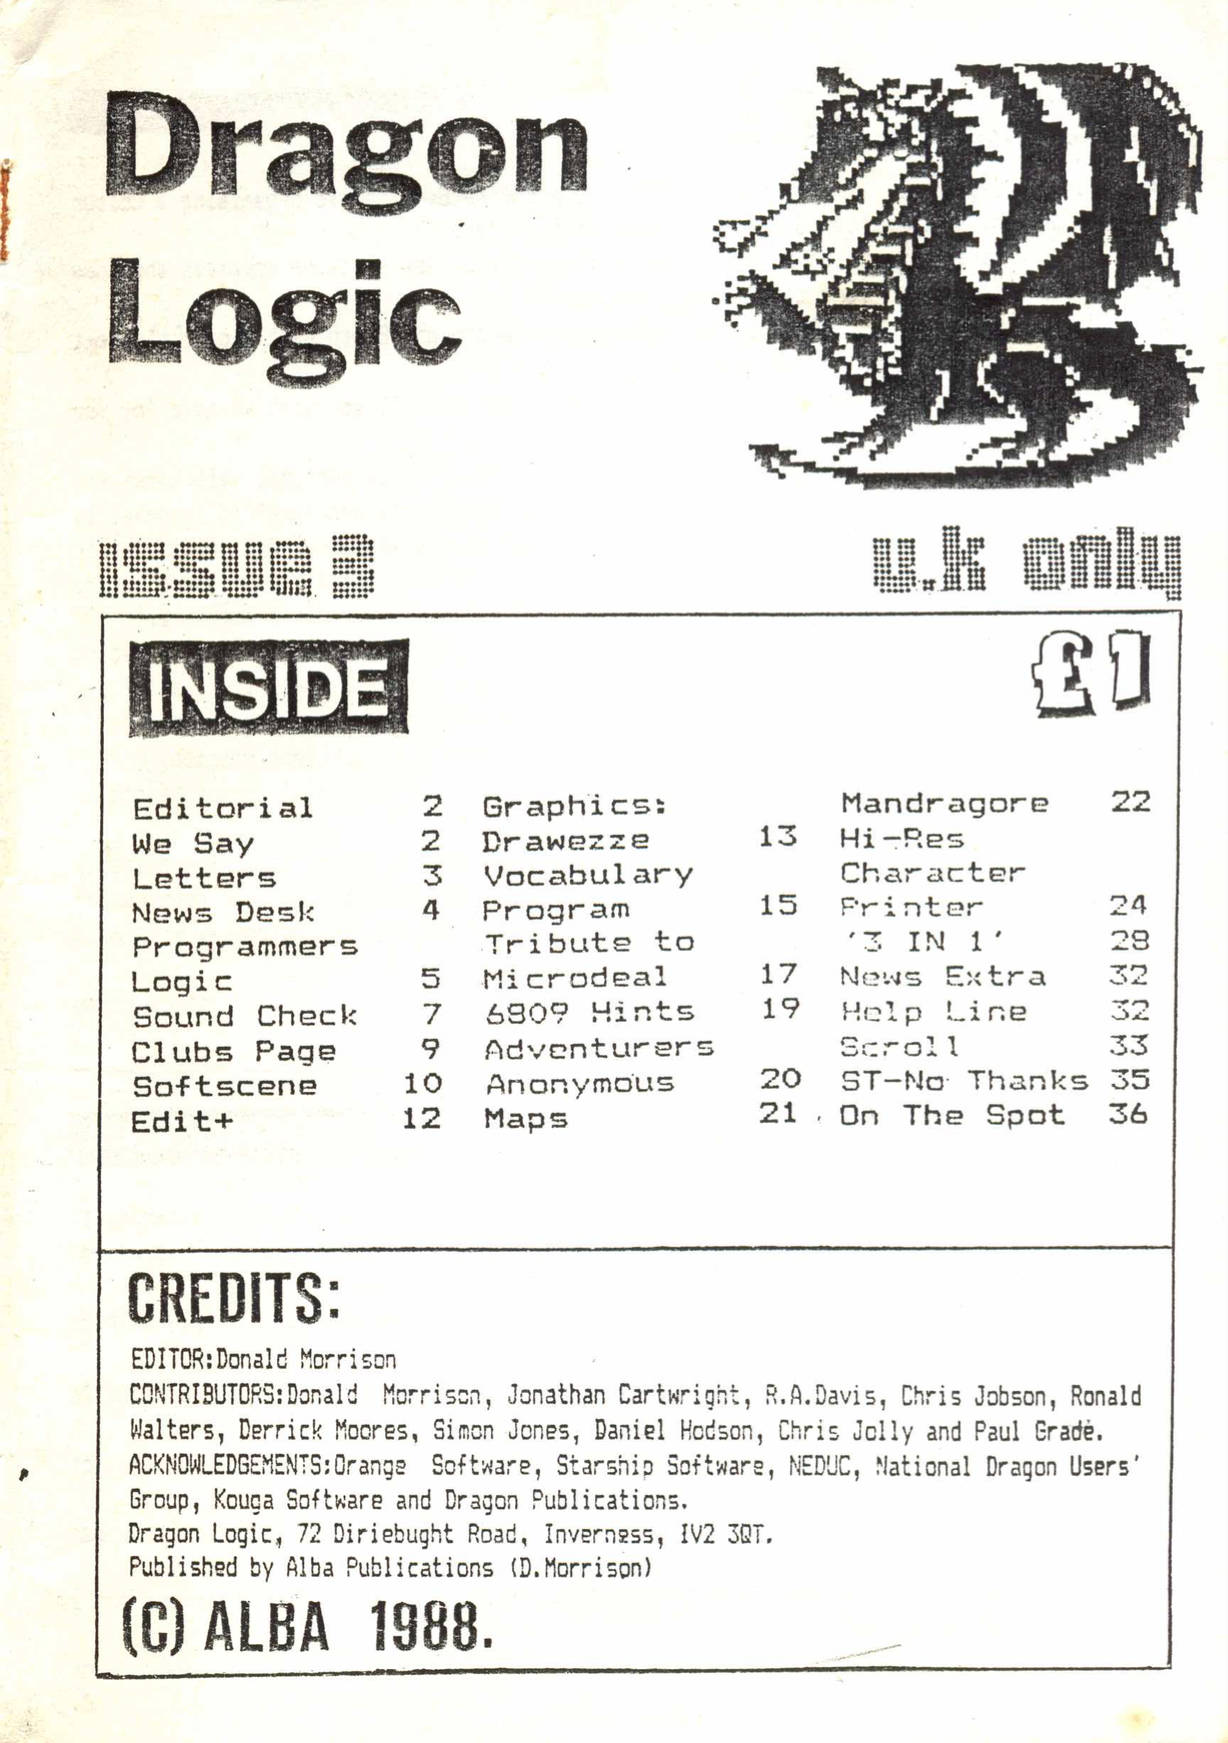 Dragon
Logic
ISSUE 3
u.k only
INSIDE
£1
Editorial 2
We Say 2
Letters 3
News Desk 4
Programmers
Logic 5
Sound Check 7
Clubs Page 9
Softscene 10
Edit+ 12
Graphics:
Drawezze 13
Vocabulary
Program 15
Tribute to
Microdeal 17
6809 Hints 19
Adventurers
Anonymous 20
Maps 21
Mandragore 22
Hi-Res
Character
Printer 24
'3 IN 1' 28
News Extra 32
Help Line 32
Scroll 33
ST-No Thanks 35
On The Spot 36
CREDITS:
EDITOR:Donald Morrison
CONTRIBUTORS:Donald Morrison, Jonathan Cartwright, R.A.Davis, Chris Jobson, Ronald
Walters, Derrick Moores, Simon Jones, Daniel Hodson, Chris Jolly and Paul Grade.
ACKNOWLEDGEMENTS:Orange Software, Starship Software, NEDUC, National Dragon Users'
Group, Kouga Software and Dragon Publications.
Dragon Logic, 72 Diriebught Road, Inverness, IV2 3QT.
Published by Alba Publications (D.Morrison)
(C) ALBA 1988.